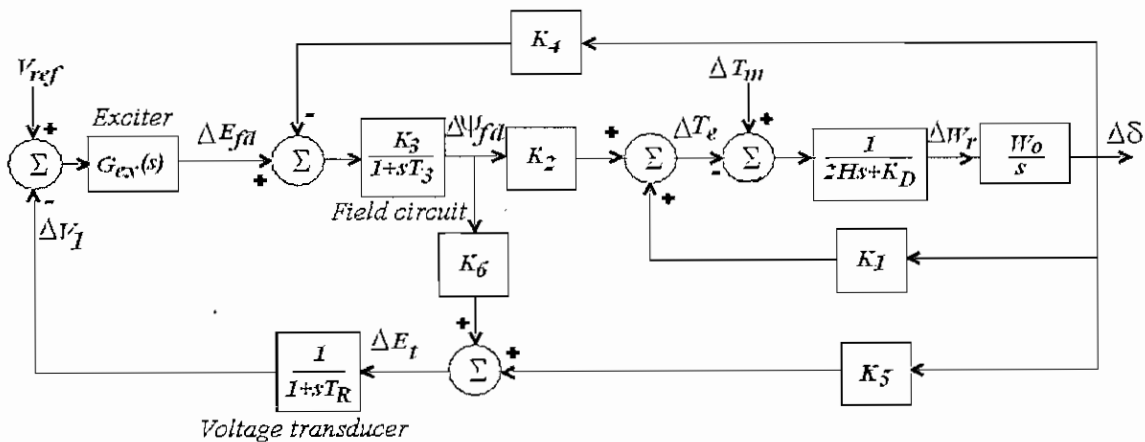 K4
Vref
ΔTm
Exciter
+
-
ΔEfd
ΔΨfd
+
ΔTe
+
ΔWr
Δδ
Σ
Gex(s)
+
Σ
K3
1+sT3
K2
Σ
-
Σ
1
2Hs+KD
Wo
s
-
Field circuit
+
ΔV1
K6
K1
+
+
ΔEt
Σ
K5
1
1+sTR
Voltage transducer